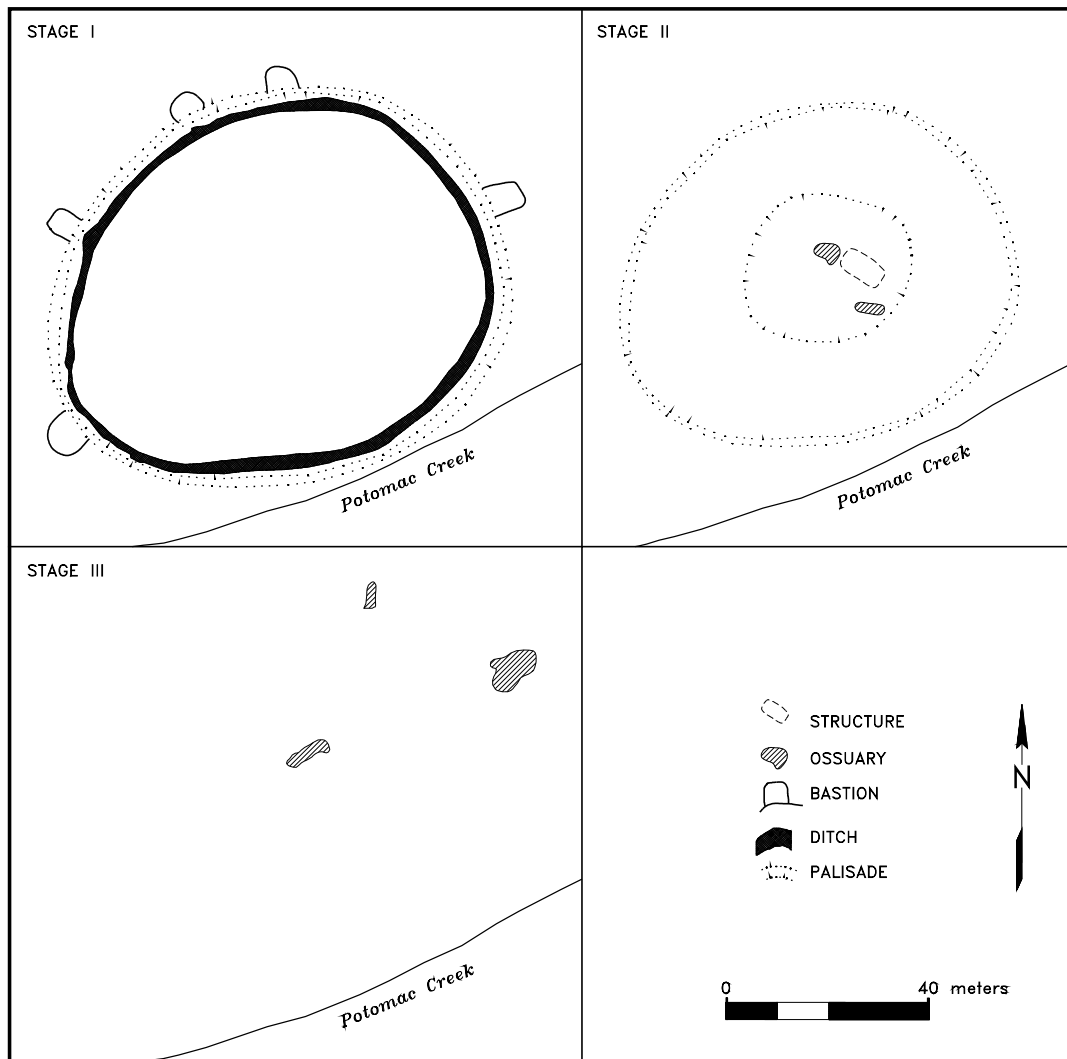 STAGE I
STAGE II
Potomac Creek
Potomac Creek
STAGE III
Potomac Creek
STRUCTURE
OSSUARY
BASTION
DITCH
PALISADE
N
0 40 meters